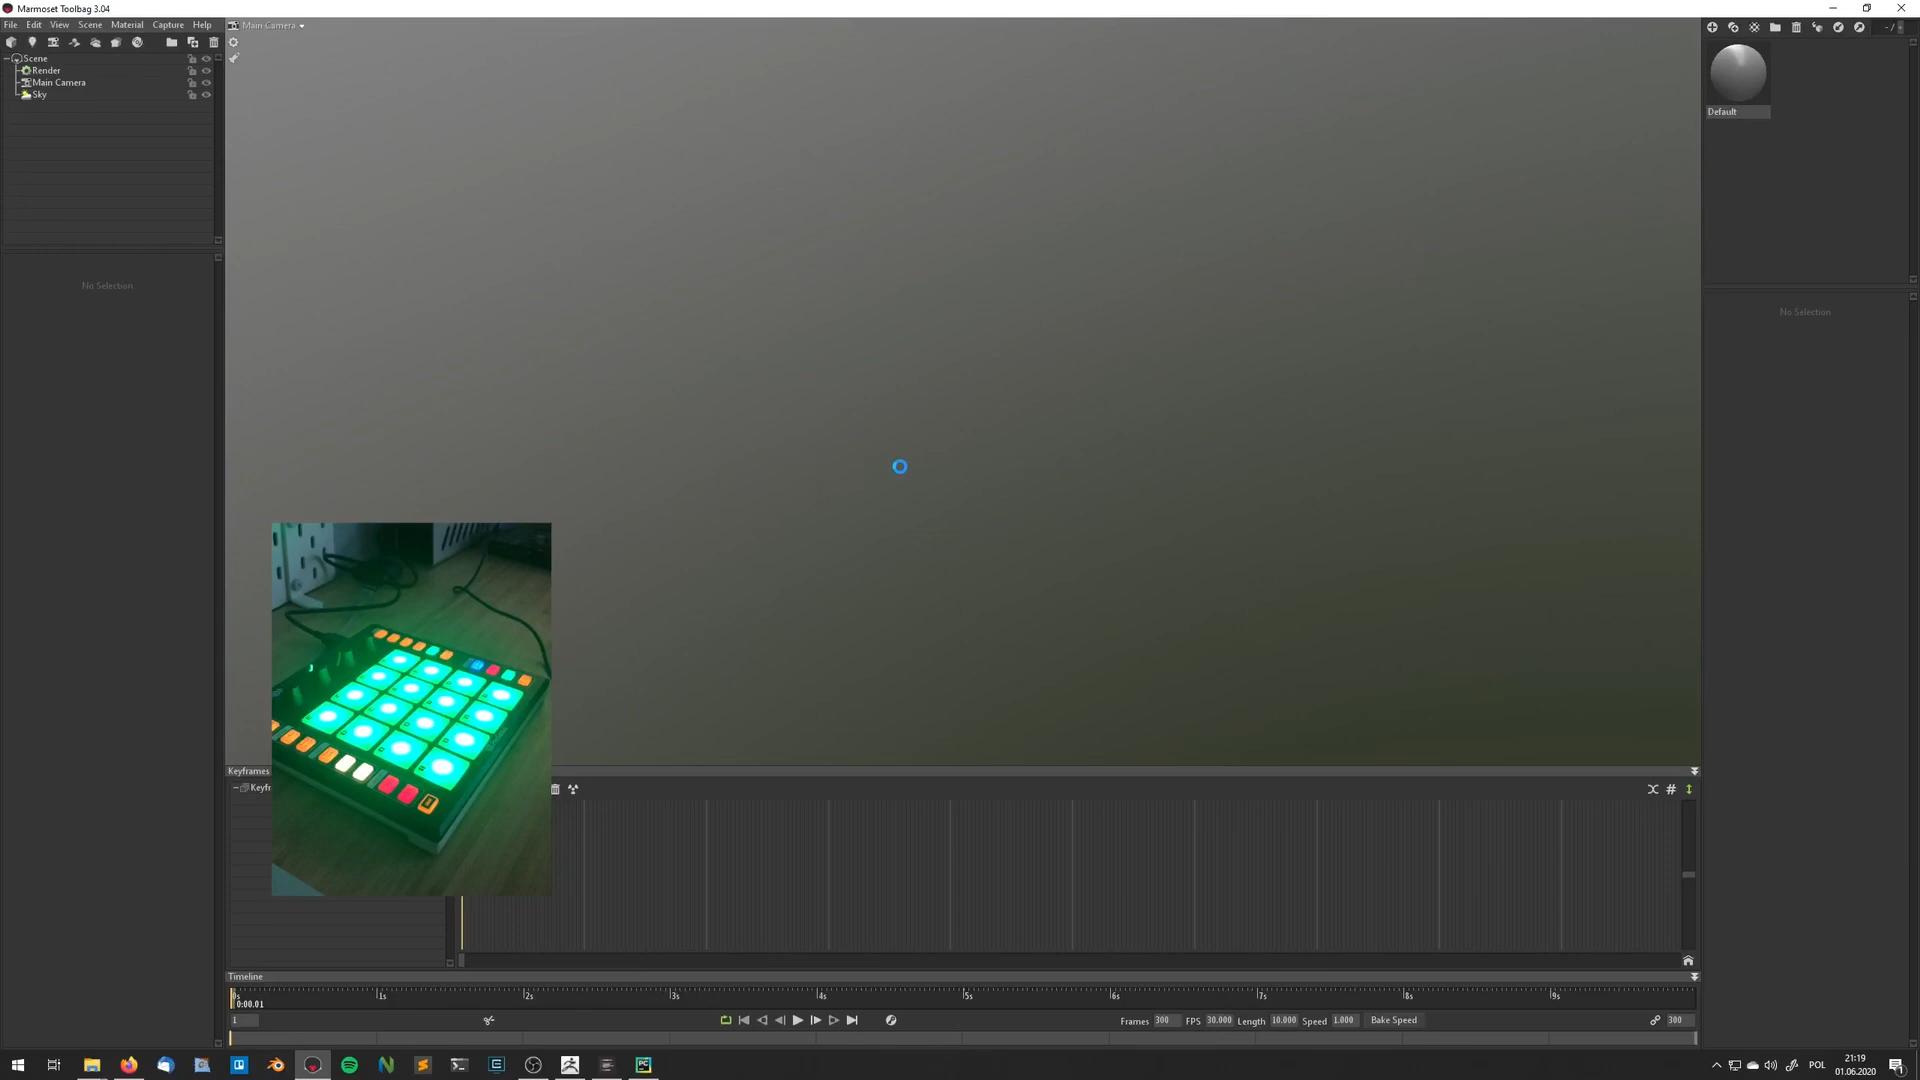 Marmoset Toolbag 3.04
File Edit View Scene Material Capture Help
Main Camera
Scene
Render
Main Camera
Sky
Default
No Selection
No Selection
Keyframes
Keyfr
Timeline
0s 1s 2s 3s 4s 5s 6s 7s 8s 9s
0:00.01
1
Frames 300 FPS 30.000 Length 10.000 Speed 1.000 Bake Speed 300
POL
21:19
01.06.2020